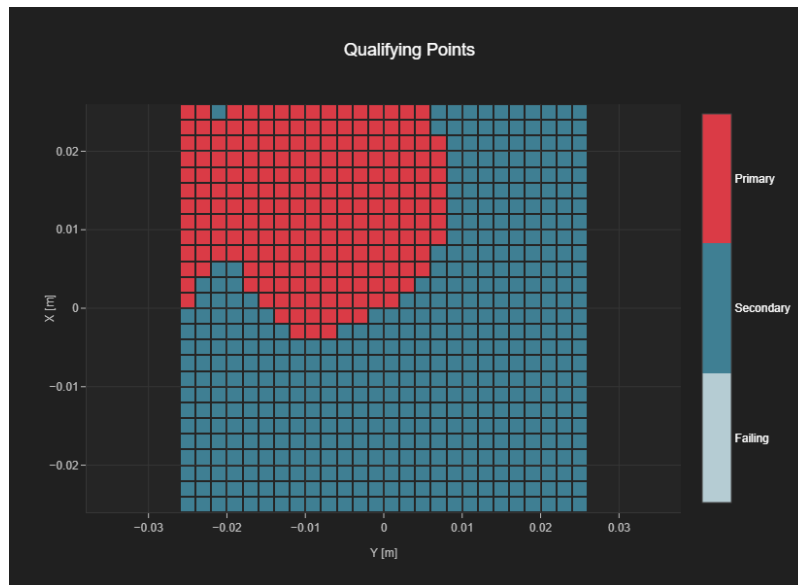 Qualifying Points
0.02
0.01
0
−0.01
−0.02
X [m]
−0.03
−0.02
−0.01
0
0.01
0.02
0.03
Y [m]
Primary
Secondary
Failing